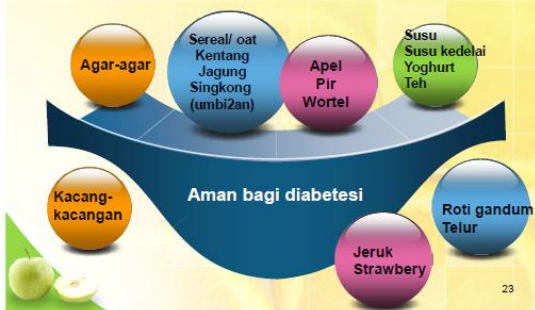 Agar-agar
Sereal/ oat
Kentang
Jagung
Singkong
(umbi2an)
Apel
Pir
Wortel
Susu
Susu kedelai
Yoghurt
Teh
Kacang-
kacangan
Aman bagi diabetesi
Jeruk
Strawbery
Roti gandum
Telur
23